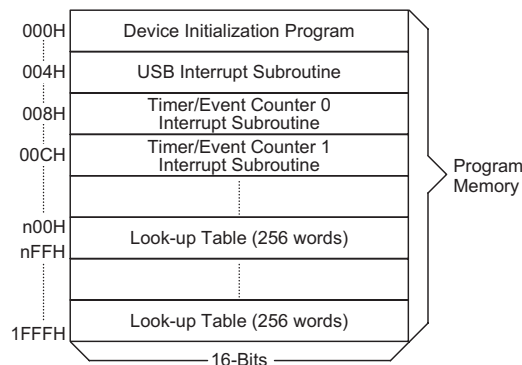 000H
Device Initialization Program
004H
USB Interrupt Subroutine
008H
Timer/Event Counter 0
Interrupt Subroutine
00CH
Timer/Event Counter 1
Interrupt Subroutine
Program
Memory
n00H
Look-up Table (256 words)
nFFH
Look-up Table (256 words)
1FFFH
16-Bits